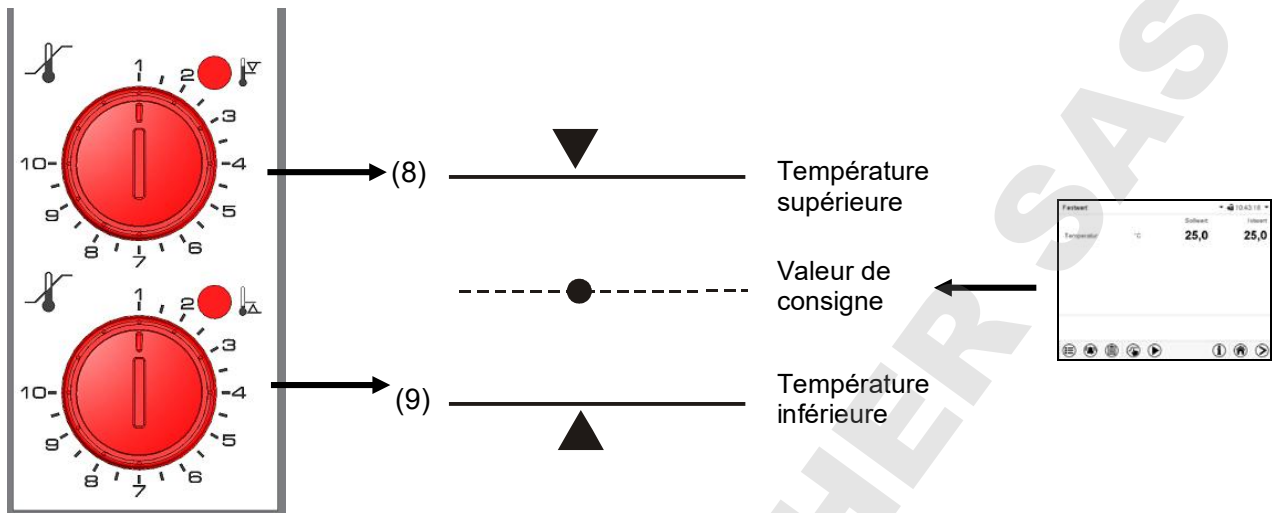 1
2
3
4
5
6
7
8
9
10
(8)
Température
supérieure
Valeur de
consigne
1
2
3
4
5
6
7
8
9
10
(9)
Température
inférieure
Festwert 10:43:18
Sollwert Istwert
Temperatur °C 25,0 25,0
HER SAS